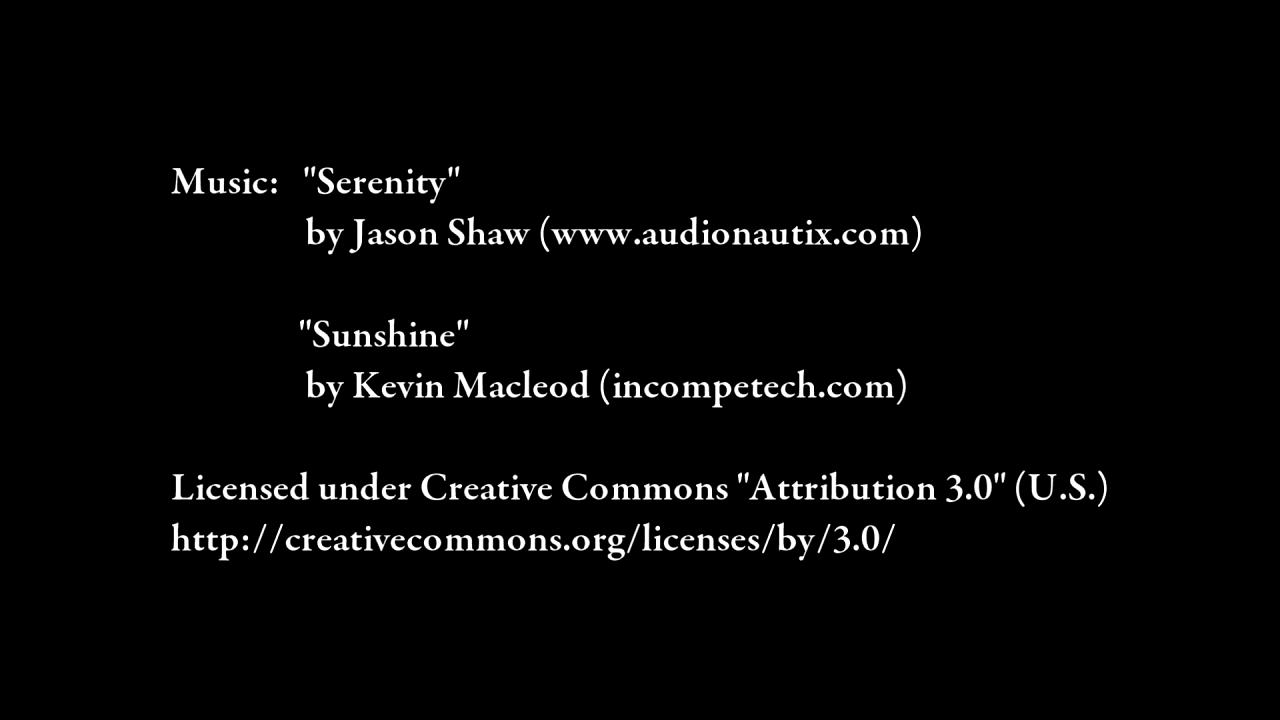 Music: "Serenity"
by Jason Shaw (www.audionautix.com)
"Sunshine"
by Kevin Macleod (incompetech.com)
Licensed under Creative Commons "Attribution 3.0" (U.S.)
http://creativecommons.org/licenses/by/3.0/